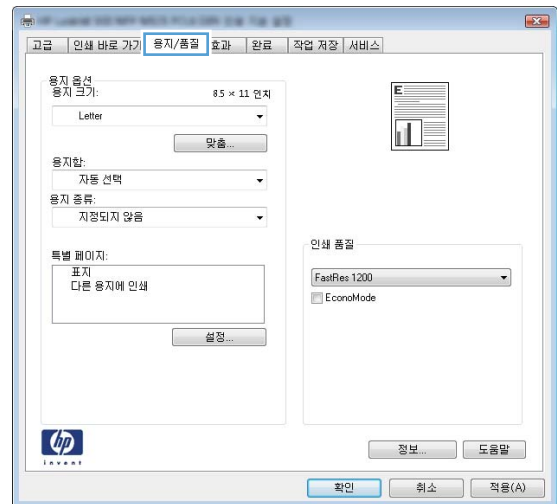 고급 인쇄 바로 가기 용지/품질 효과 완료 작업 저장 서비스
용지 옵션
용지 크기: 8.5 × 11 인치
Letter
맞춤...
용지함:
자동 선택
용지 종류:
지정되지 않음
특별 페이지:
표지
다른 용지에 인쇄
설정...
E
인쇄 품질
FastRes 1200
EconoMode
hp
invent
정보... 도움말
확인 취소 적용(A)